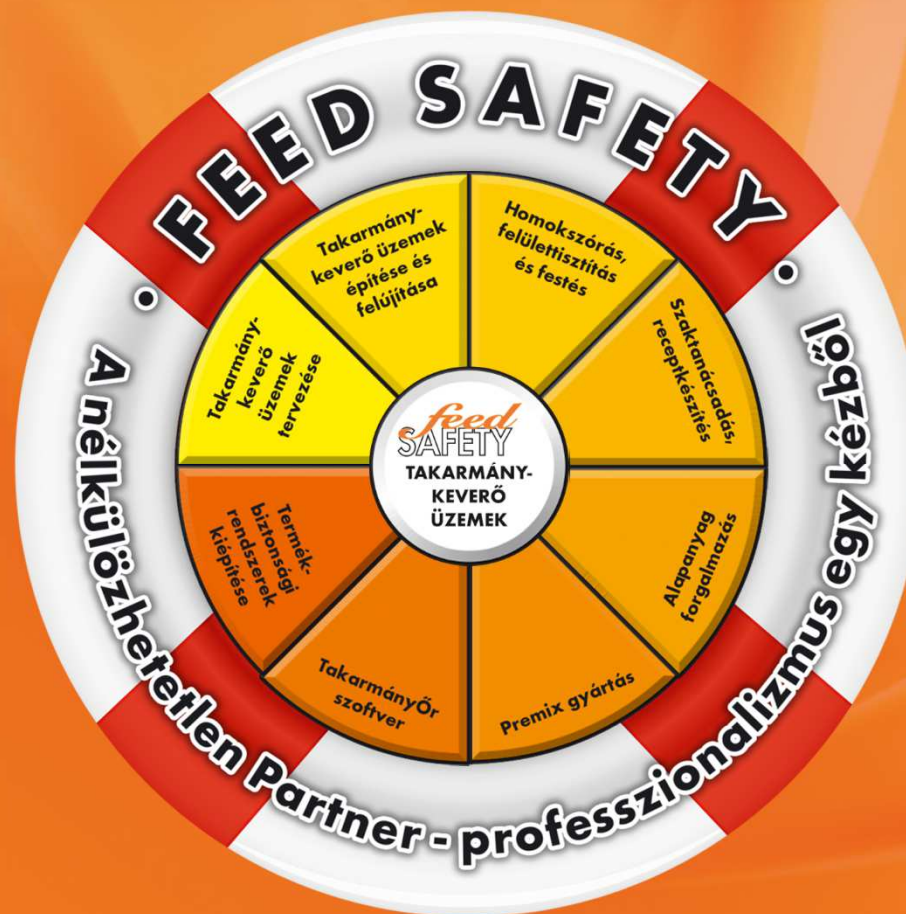 • FEED SAFETY •
A nélkülözhetetlen Partner - professzionalizmus egy kézből
Takarmány-
keverő üzemek
építése és
felújítása
Homokszórás,
felülettisztítás
és festés
Szaktanácsadás,
receptkészítés
Alapanyag
forgalmazás
Premix gyártás
TakarmányŐr
szoftver
Termék-
biztonsági
rendszerek
kiépítése
Takarmány-
keverő
üzemek
tervezése
feed
SAFETY
TAKARMÁNY-
KEVERŐ
ÜZEMEK